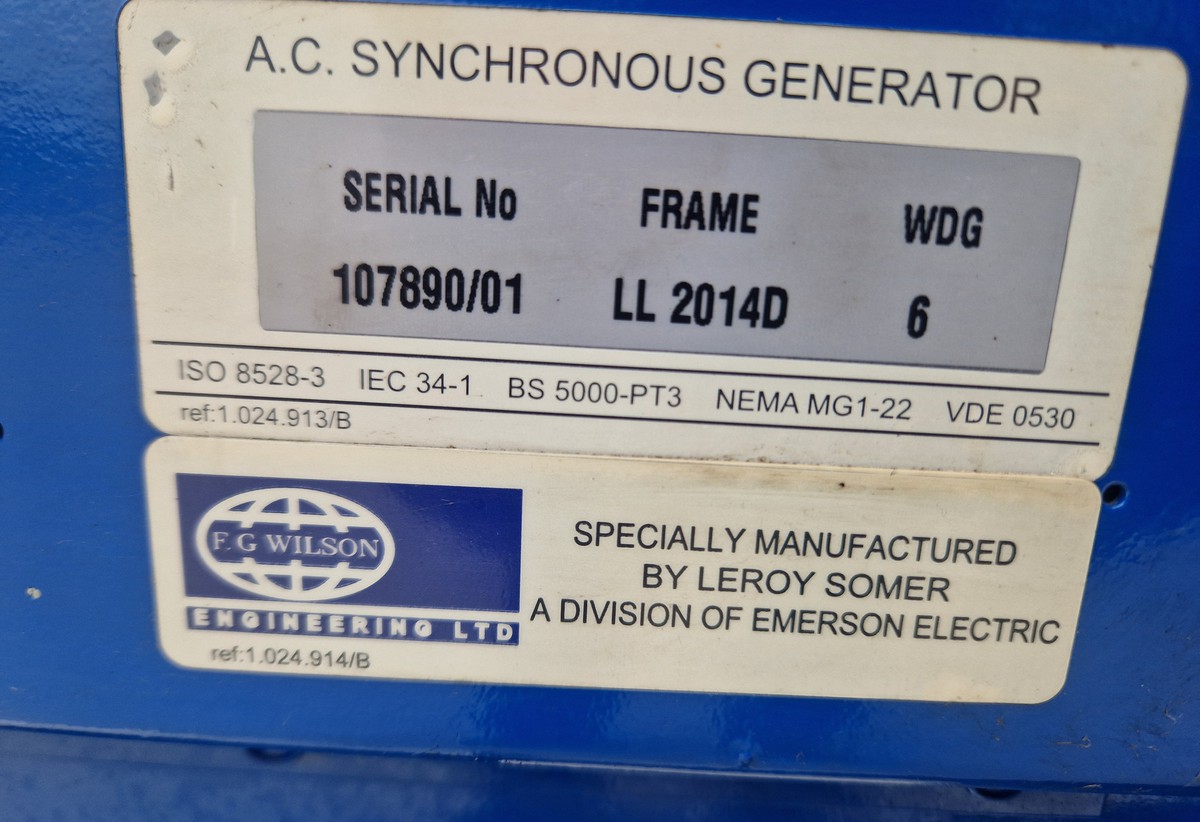 A.C. SYNCHRONOUS GENERATOR
SERIAL No FRAME WDG
107890/01 LL 2014D 6
ISO 8528-3 IEC 34-1 BS 5000-PT3 NEMA MG1-22 VDE 0530
ref:1.024.913/B
F.G WILSON
ENGINEERING LTD
ref:1.024.914/B
SPECIALLY MANUFACTURED
BY LEROY SOMER
A DIVISION OF EMERSON ELECTRIC